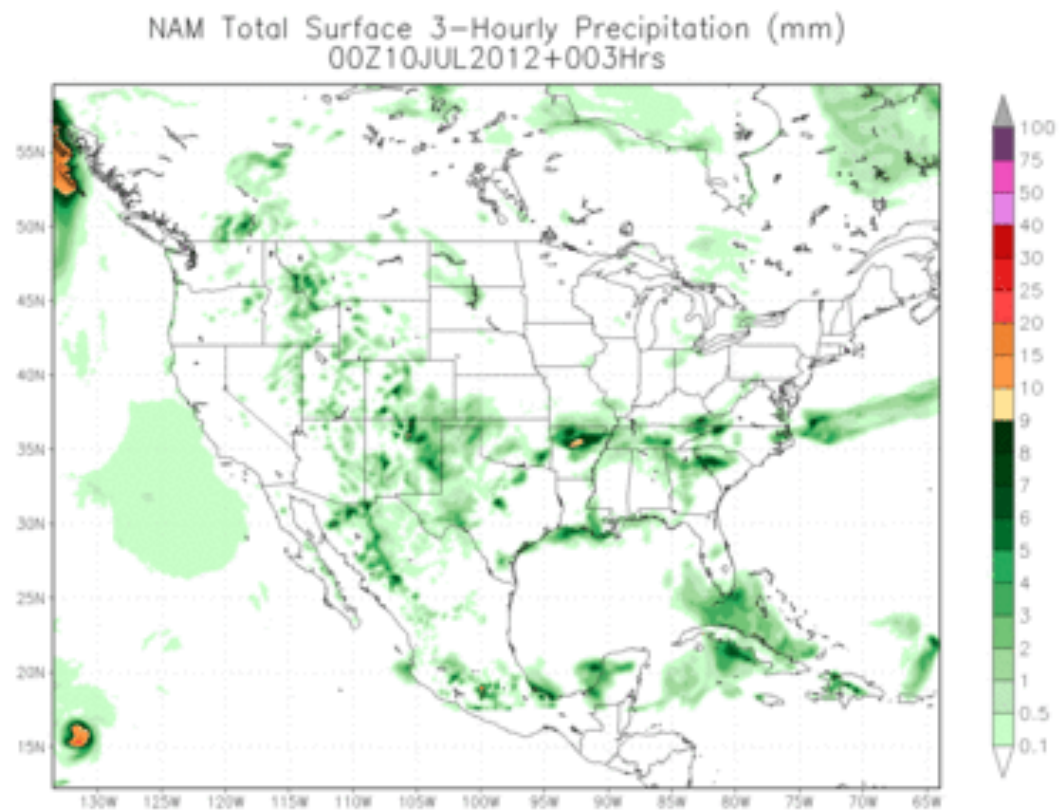 NAM Total Surface 3-Hourly Precipitation (mm)
00Z10JUL2012+003Hrs
55N
50N
45N
40N
35N
30N
25N
20N
15N
130W 125W 120W 115W 110W 105W 100W 95W 90W 85W 80W 75W 70W 65W
100
75
50
40
30
25
20
15
10
9
8
7
6
5
4
3
2
1
0.5
0.1